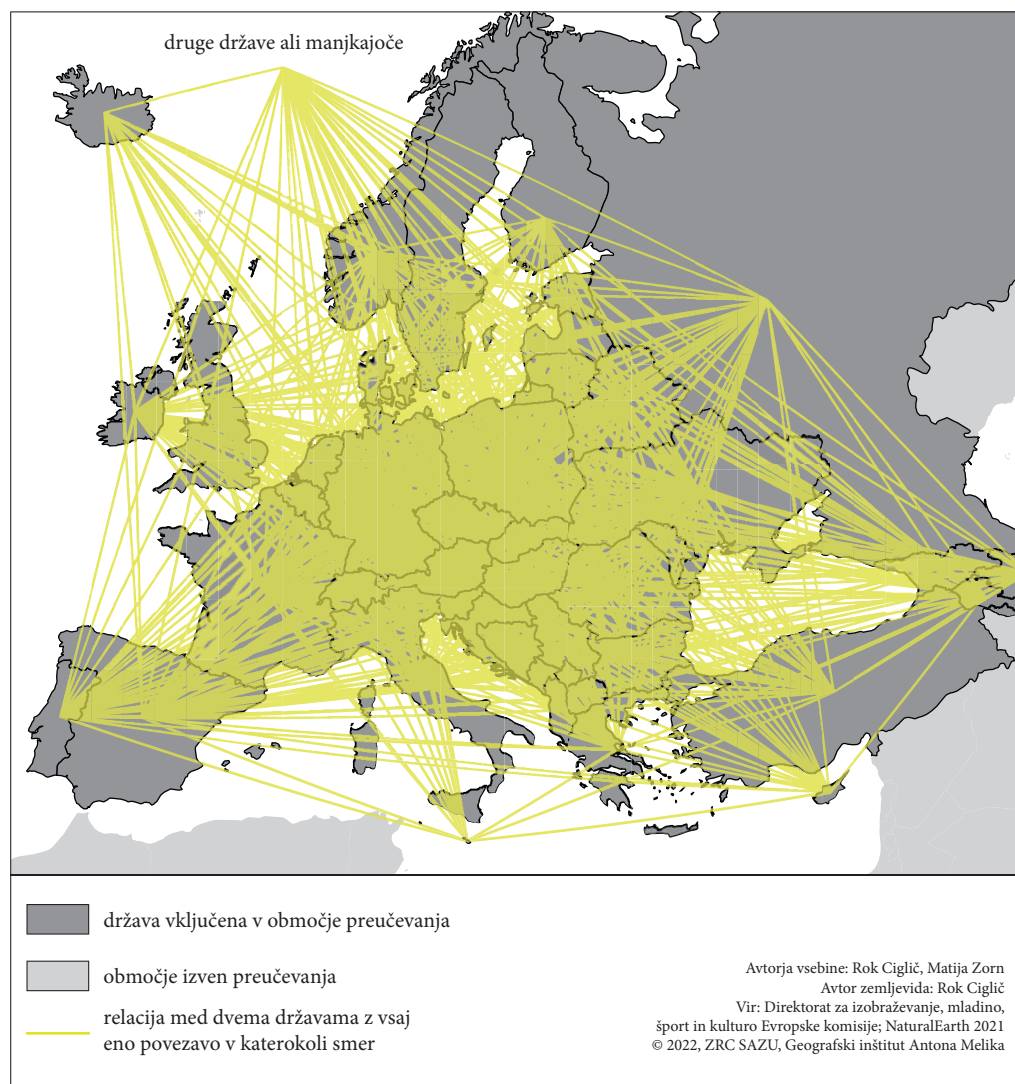 druge države ali manjkajoče
država vključena v območje preučevanja
območje izven preučevanja
relacija med dvema državama z vsaj
eno povezavo v katerokoli smer
Avtorja vsebine: Rok Ciglič, Matija Zorn
Avtor zemljevida: Rok Ciglič
Vir: Direktorat za izobraževanje, mladino,
šport in kulturo Evropske komisije; NaturalEarth 2021
© 2022, ZRC SAZU, Geografski inštitut Antona Melika